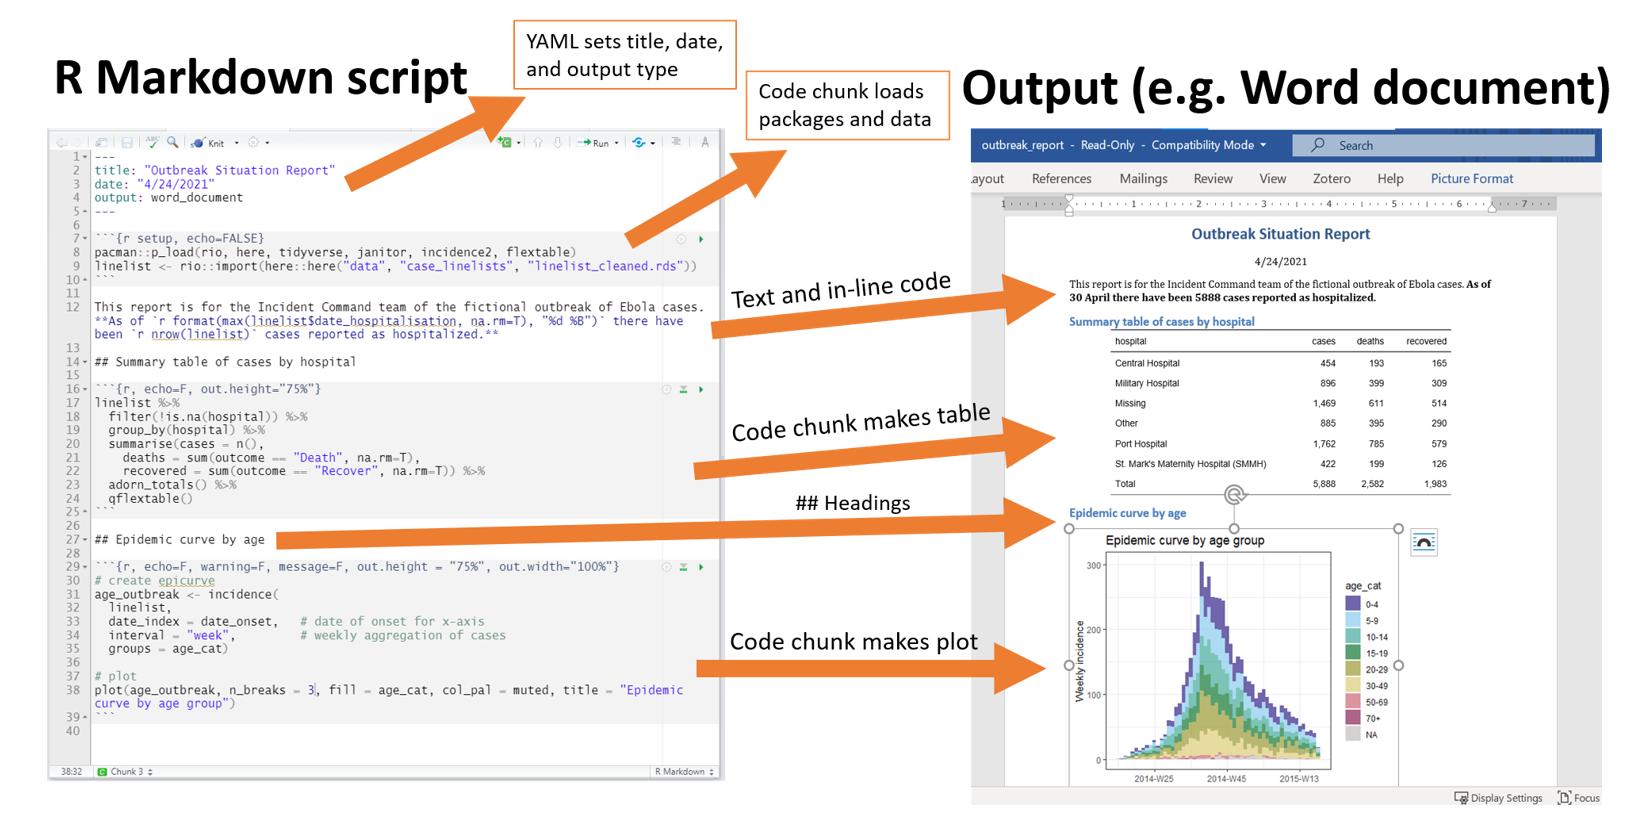 R Markdown script
YAML sets title, date,
and output type
Code chunk loads
packages and data
Output (e.g. Word document)
ABC
Knit
Run
1 ---
2 title: "Outbreak Situation Report"
3 date: "4/24/2021"
4 output: word_document
5 ---
6
7 ```{r setup, echo=FALSE}
8 pacman::p_load(rio, here, tidyverse, janitor, incidence2, flextable)
9 linelist <- rio::import(here::here("data", "case_linelists", "linelist_cleaned.rds"))
10 ```
11
12 This report is for the Incident Command team of the fictional outbreak of Ebola cases.
**As of `r format(max(linelist$date_hospitalisation, na.rm=T), "%d %B")` there have
been `r nrow(linelist)` cases reported as hospitalized.**
13
14 ## Summary table of cases by hospital
15
16 ```{r, echo=F, out.height="75%"}
17 linelist %>%
18 filter(!is.na(hospital)) %>%
19 group_by(hospital) %>%
20 summarise(cases = n(),
21 deaths = sum(outcome == "Death", na.rm=T),
22 recovered = sum(outcome == "Recover", na.rm=T)) %>%
23 adorn_totals() %>%
24 qflextable()
25 ```
26
27 ## Epidemic curve by age
28
29 ```{r, echo=F, warning=F, message=F, out.height = "75%", out.width="100%"}
30 # create epicurve
31 age_outbreak <- incidence(
32 linelist,
33 date_index = date_onset, # date of onset for x-axis
34 interval = "week", # weekly aggregation of cases
35 groups = age_cat)
36
37 # plot
38 plot(age_outbreak, n_breaks = 3, fill = age_cat, col_pal = muted, title = "Epidemic
curve by age group")
39 ```
40
38:32 C Chunk 3 R Markdown
Text and in-line code
Code chunk makes table
## Headings
Code chunk makes plot
outbreak_report - Read-Only - Compatibility Mode Search
ayout References Mailings Review View Zotero Help Picture Format
1 1 2 3 4 5 6 7
Outbreak Situation Report
4/24/2021
This report is for the Incident Command team of the fictional outbreak of Ebola cases. As of
30 April there have been 5888 cases reported as hospitalized.
Summary table of cases by hospital
hospital cases deaths recovered
Central Hospital 454 193 165
Military Hospital 896 399 309
Missing 1,469 611 514
Other 885 395 290
Port Hospital 1,762 785 579
St. Mark's Maternity Hospital (SMMH) 422 199 126
Total 5,888 2,582 1,983
Epidemic curve by age
Epidemic curve by age group
Weekly incidence
300
200
100
0
2014-W25 2014-W45 2015-W13
age_cat
0-4
5-9
10-14
15-19
20-29
30-49
50-69
70+
NA
Display Settings Focus